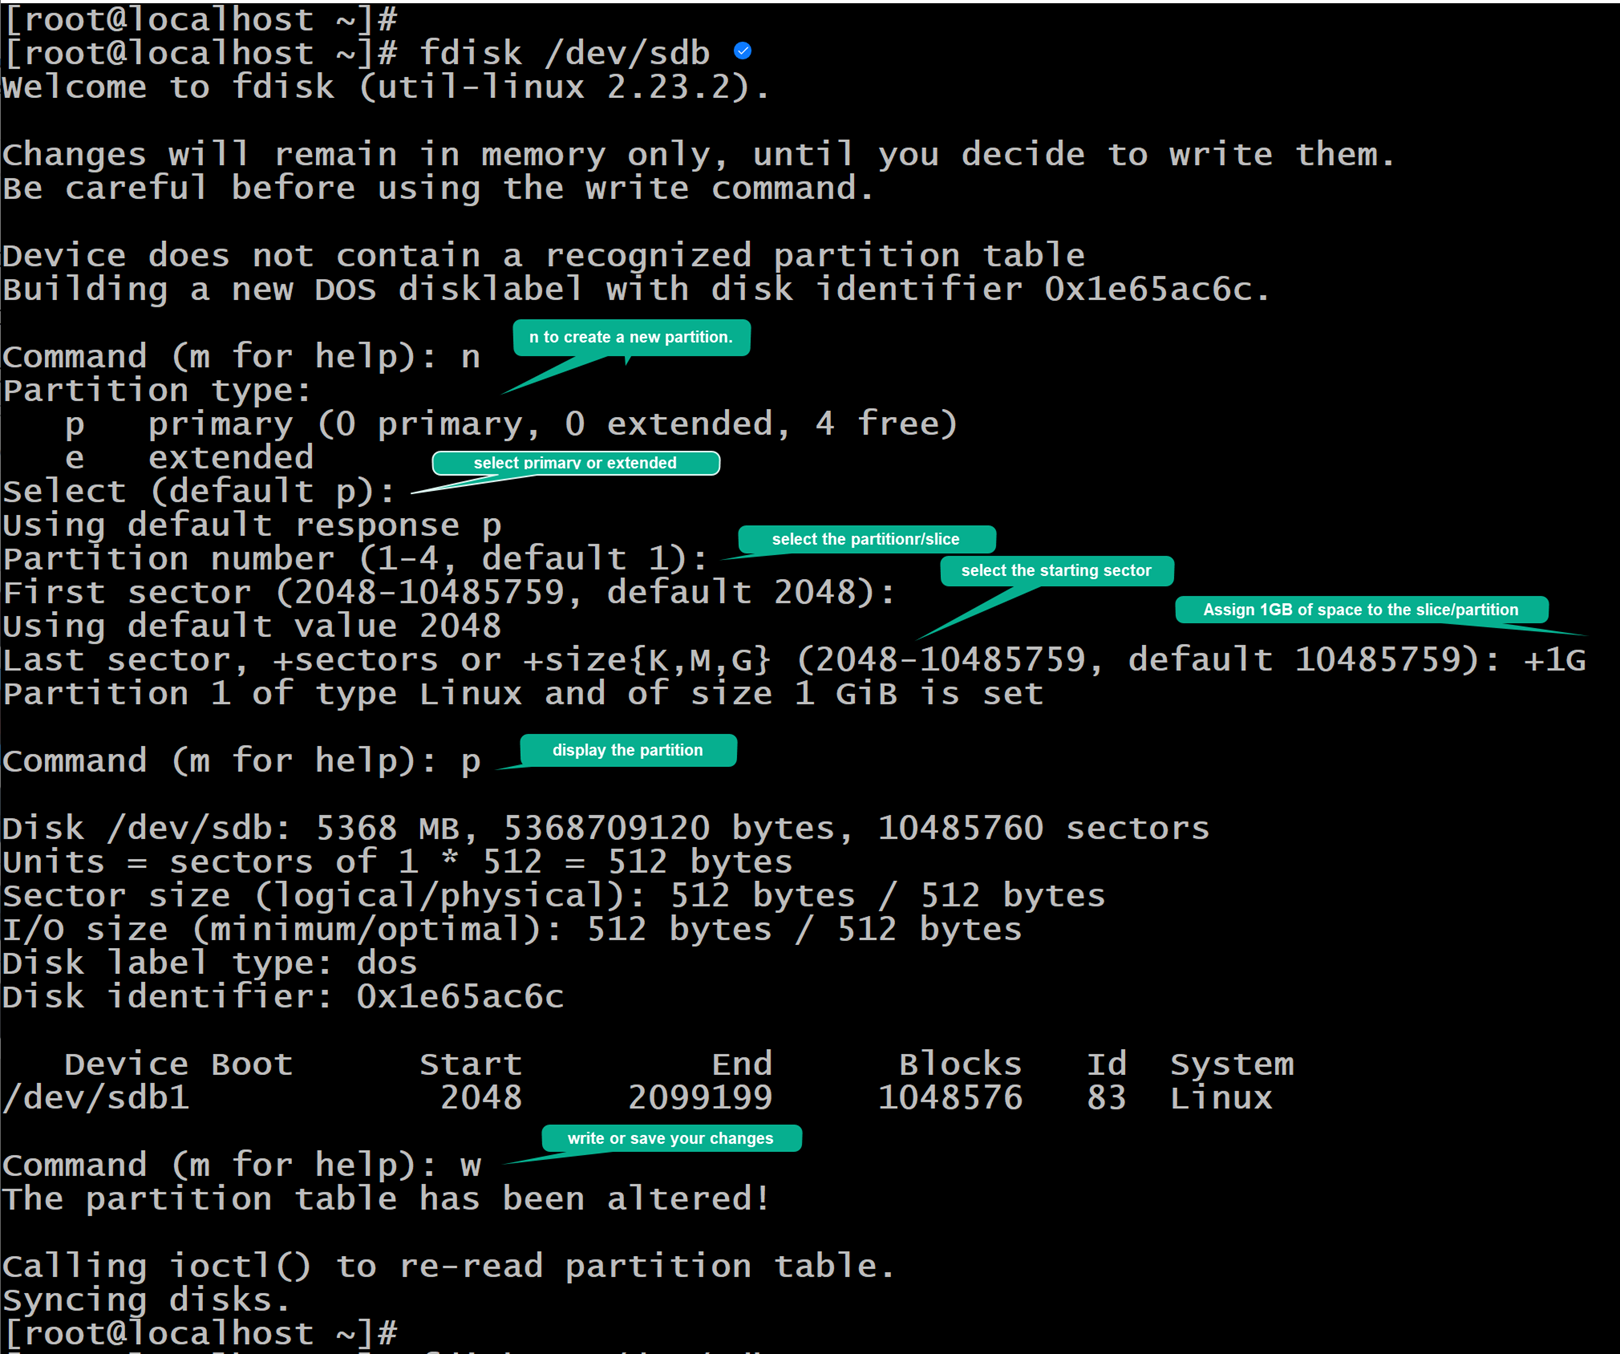 [root@localhost ~]#
[root@localhost ~]# fdisk /dev/sdb
Welcome to fdisk (util-linux 2.23.2).
Changes will remain in memory only, until you decide to write them.
Be careful before using the write command.
Device does not contain a recognized partition table
Building a new DOS disklabel with disk identifier 0x1e65ac6c.
n to create a new partition.
Command (m for help): n
Partition type:
   p   primary (0 primary, 0 extended, 4 free)
   e   extended
select primary or extended
Select (default p):
Using default response p
select the partitionr/slice
Partition number (1-4, default 1):
select the starting sector
First sector (2048-10485759, default 2048):
Assign 1GB of space to the slice/partition
Using default value 2048
Last sector, +sectors or +size{K,M,G} (2048-10485759, default 10485759): +1G
Partition 1 of type Linux and of size 1 GiB is set
display the partition
Command (m for help): p
Disk /dev/sdb: 5368 MB, 5368709120 bytes, 10485760 sectors
Units = sectors of 1 * 512 = 512 bytes
Sector size (logical/physical): 512 bytes / 512 bytes
I/O size (minimum/optimal): 512 bytes / 512 bytes
Disk label type: dos
Disk identifier: 0x1e65ac6c
   Device Boot      Start         End      Blocks   Id  System
/dev/sdb1            2048     2099199     1048576   83  Linux
write or save your changes
Command (m for help): w
The partition table has been altered!
Calling ioctl() to re-read partition table.
Syncing disks.
[root@localhost ~]#